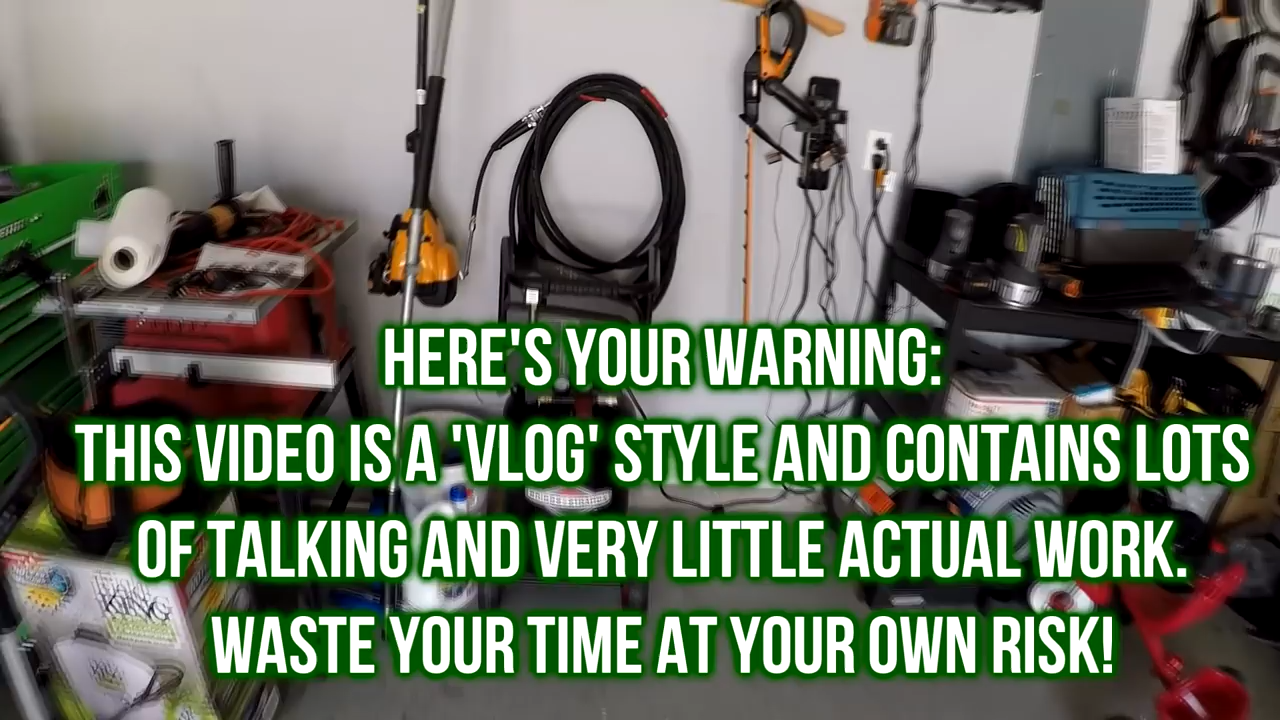 HERE'S YOUR WARNING:
THIS VIDEO IS A 'VLOG' STYLE AND CONTAINS LOTS
OF TALKING AND VERY LITTLE ACTUAL WORK.
WASTE YOUR TIME AT YOUR OWN RISK!